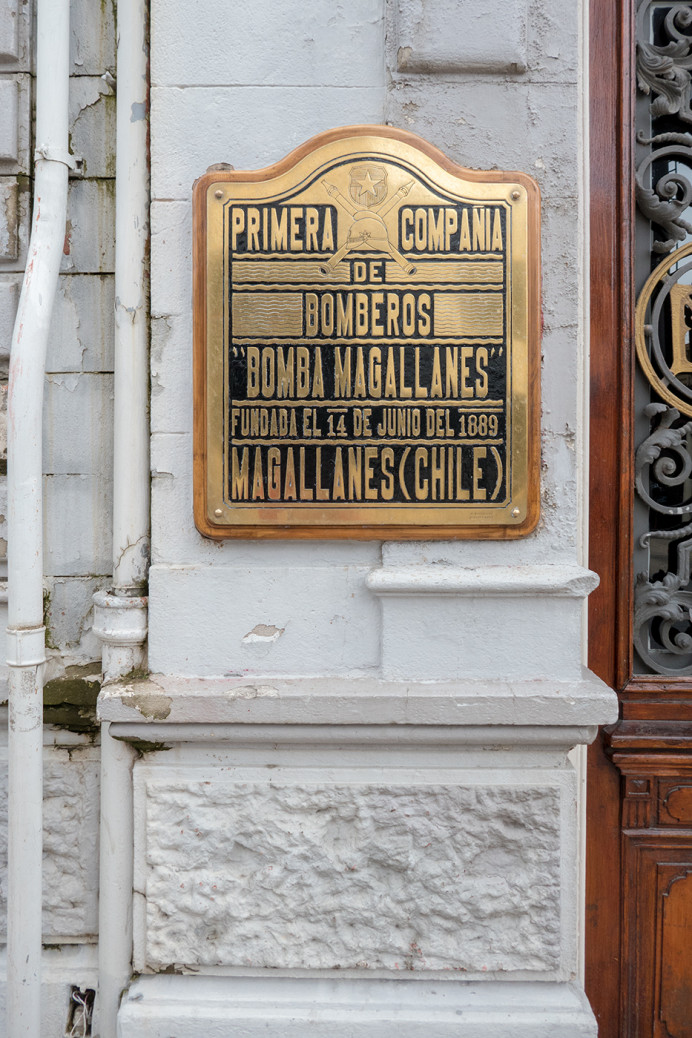 PRIMERA COMPAÑIA
DE
BOMBEROS
"BOMBA MAGALLANES"
FUNDADA EL 14 DE JUNIO DEL 1889
MAGALLANES (CHILE)